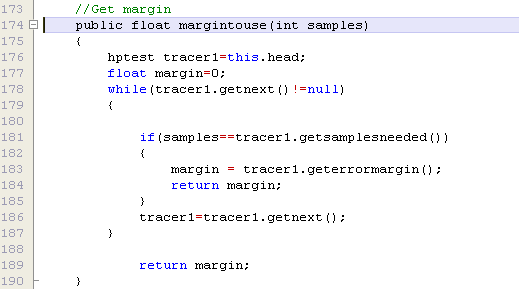 173 //Get margin
174 public float margintouse(int samples)
175 {
176 hptest tracer1=this.head;
177 float margin=0;
178 while(tracer1.getnext()!=null)
179 {
180
181 if(samples==tracer1.getsamplesneeded())
182 {
183 margin = tracer1.geterrormargin();
184 return margin;
185 }
186 tracer1=tracer1.getnext();
187 }
188
189 return margin;
190 }